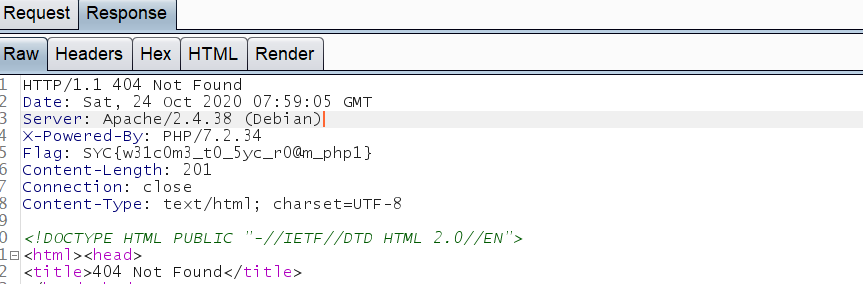 Request Response
Raw Headers Hex HTML Render
1 HTTP/1.1 404 Not Found
2 Date: Sat, 24 Oct 2020 07:59:05 GMT
3 Server: Apache/2.4.38 (Debian)
4 X-Powered-By: PHP/7.2.34
5 Flag: SYC{w31c0m3_t0_5yc_r0@m_php1}
6 Content-Length: 201
7 Connection: close
8 Content-Type: text/html; charset=UTF-8
9
0 <!DOCTYPE HTML PUBLIC "-//IETF//DTD HTML 2.0//EN">
1 <html><head>
2 <title>404 Not Found</title>